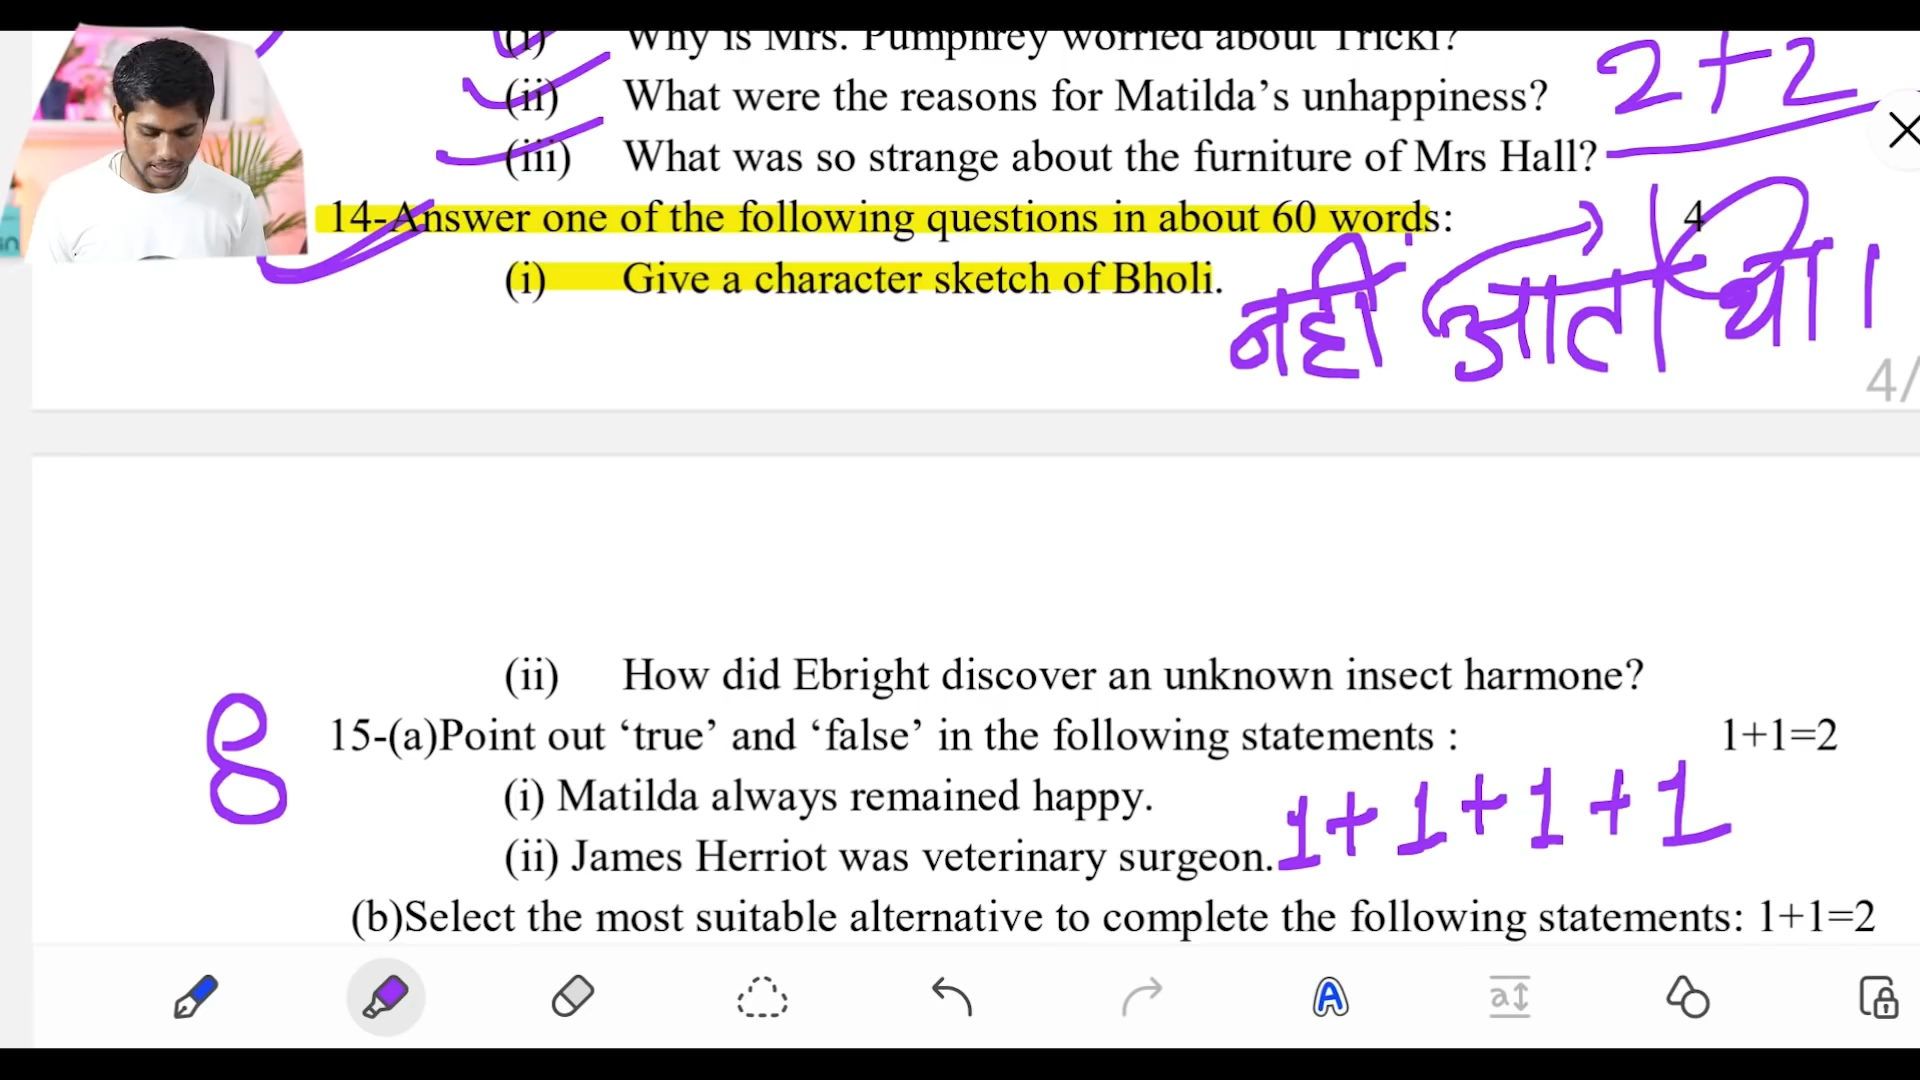 (i) Why is Mrs. Pumphrey worried about Tricki?
(ii) What were the reasons for Matilda’s unhappiness? 2+2
(iii) What was so strange about the furniture of Mrs Hall?
14-Answer one of the following questions in about 60 words: 4
(i) Give a character sketch of Bholi.
नहीं आती थी।
4/
(ii) How did Ebright discover an unknown insect harmone?
8
15-(a)Point out ‘true’ and ‘false’ in the following statements : 1+1=2
(i) Matilda always remained happy.
1+1+1+1
(ii) James Herriot was veterinary surgeon.
(b)Select the most suitable alternative to complete the following statements: 1+1=2